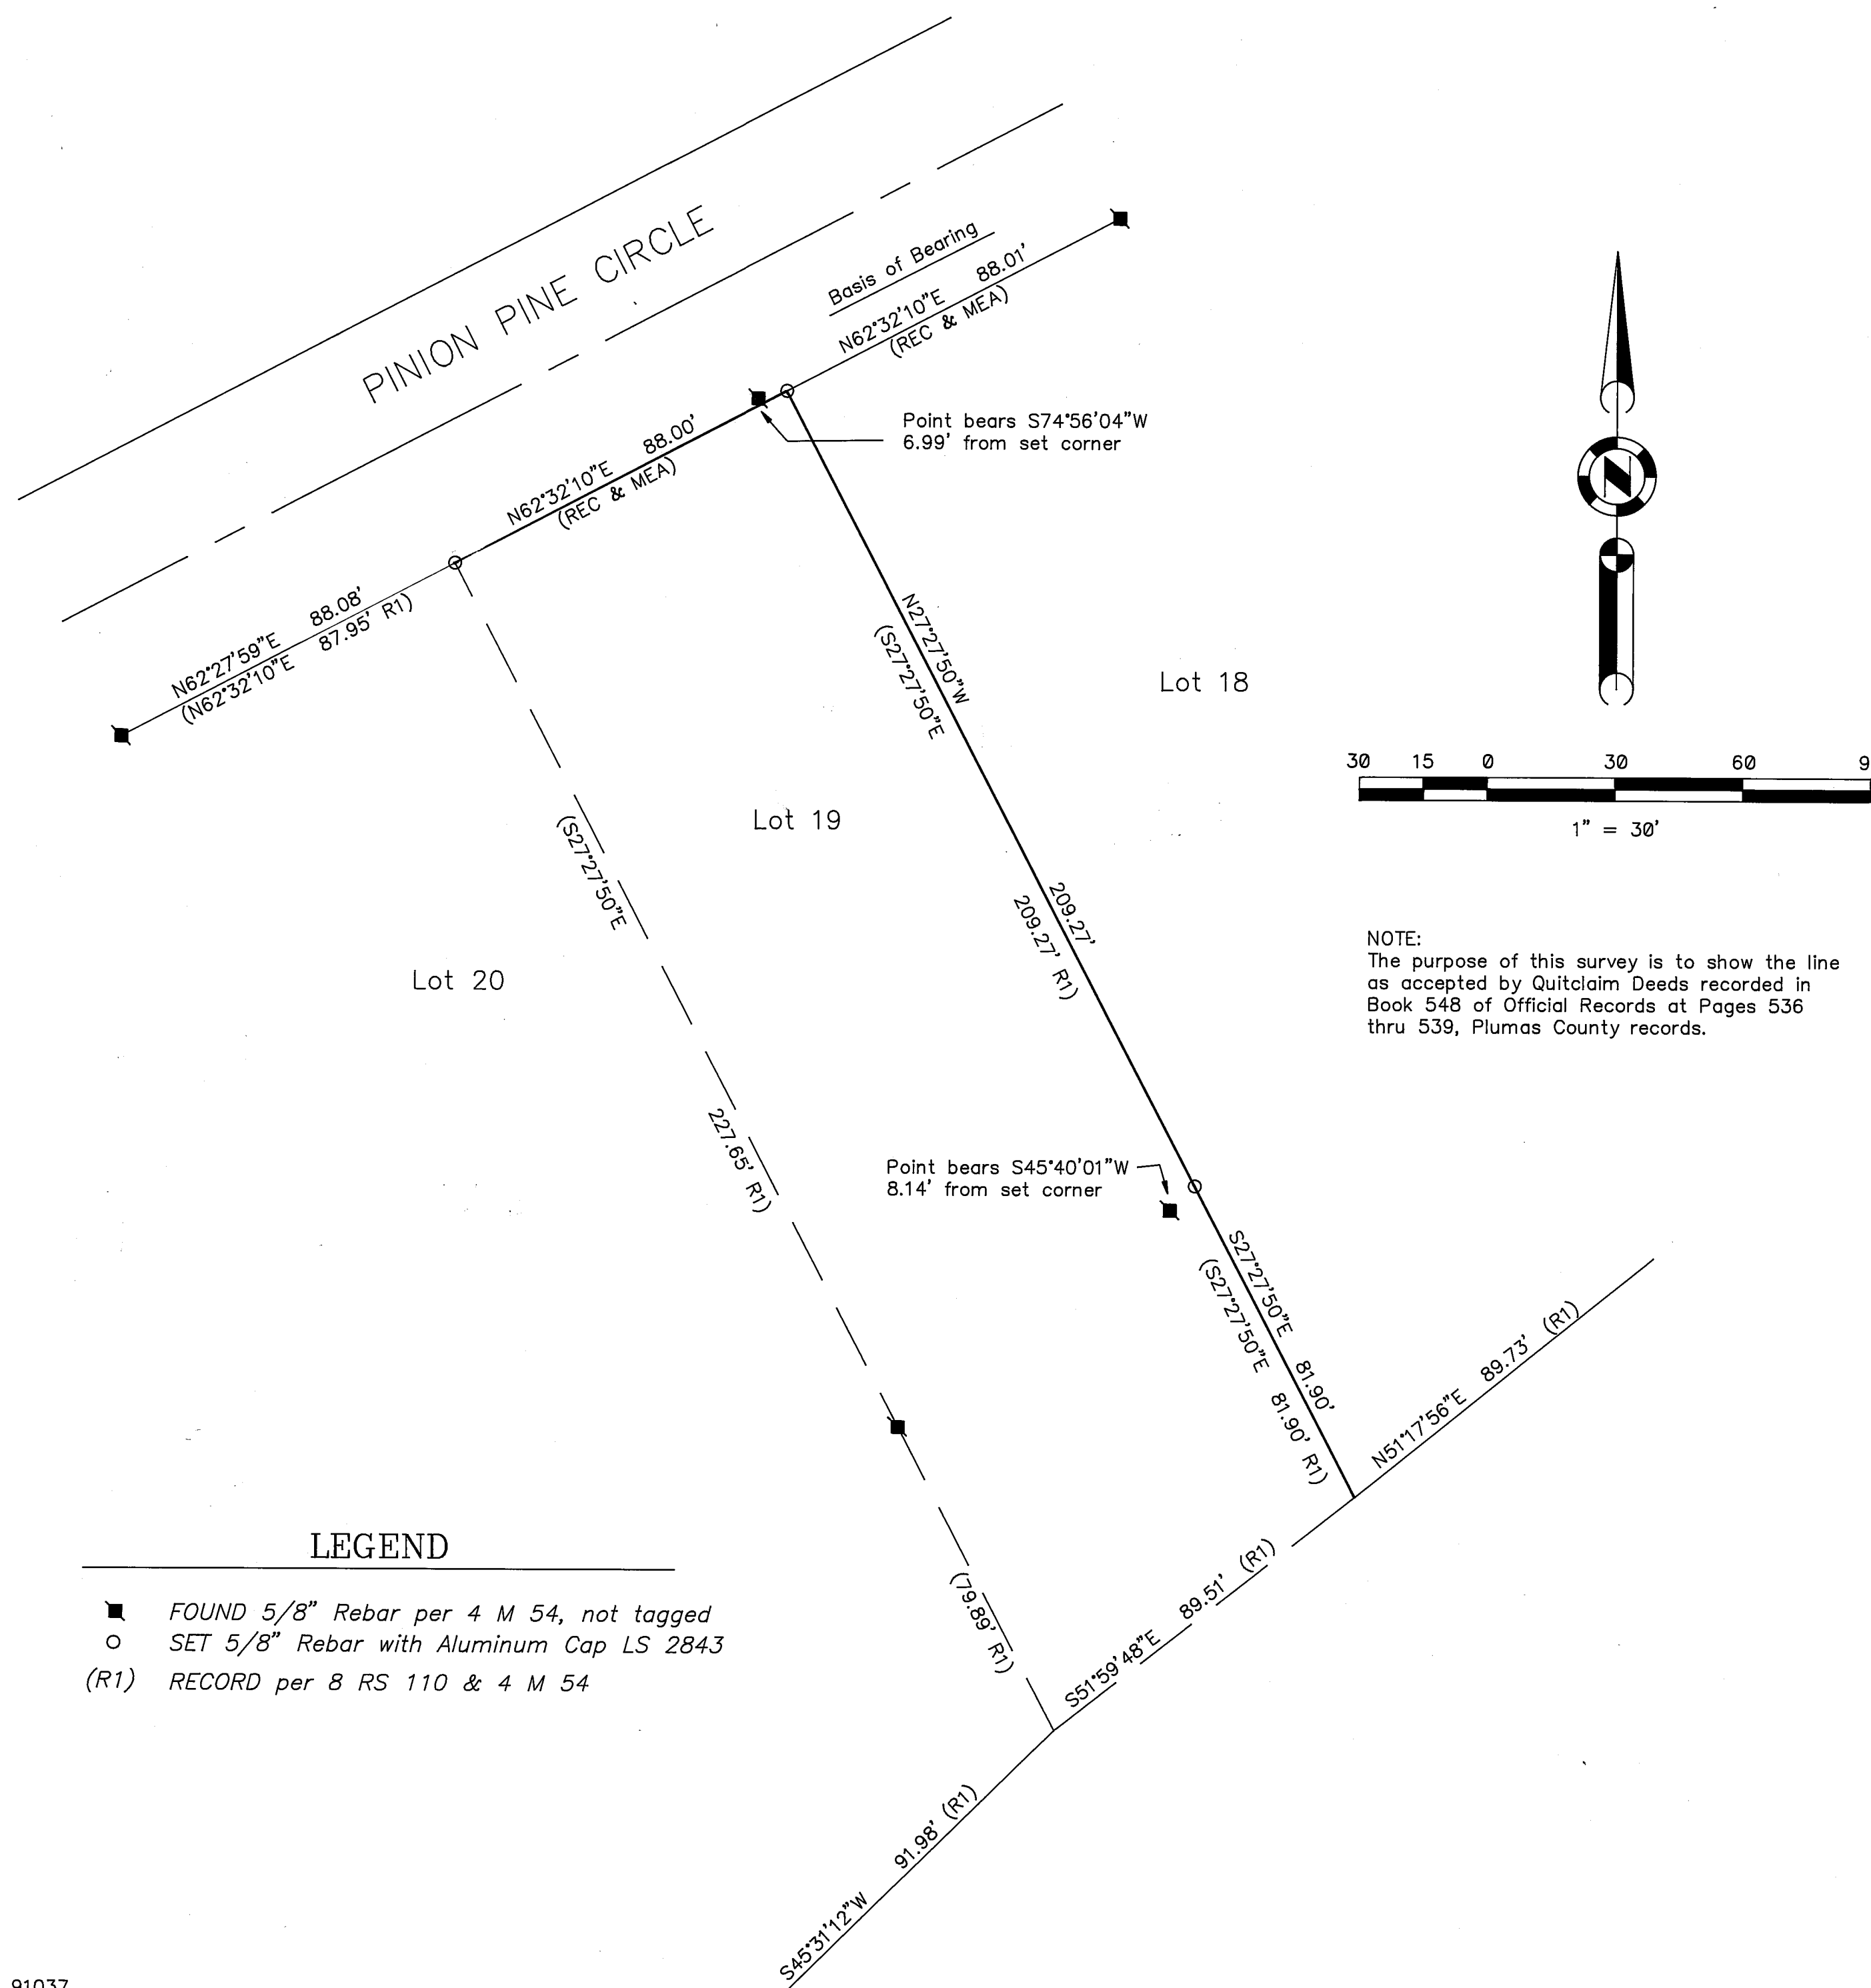 PINION PINE CIRCLE
Basis of Bearing
N62°32'10"E 88.01'
(REC & MEA)
Point bears S74°56'04"W
6.99' from set corner
N62°32'10"E 88.00'
(REC & MEA)
N62°27'59"E 88.08'
(N62°32'10"E 87.95' R1)
N27°27'50"W 209.27'
(S27°27'50"E 209.27' R1)
Lot 18
Lot 19
Lot 20
(S27°27'50"E 227.65' R1)
N
30 15 0 30 60 9
1" = 30'
NOTE:
The purpose of this survey is to show the line
as accepted by Quitclaim Deeds recorded in
Book 548 of Official Records at Pages 536
thru 539, Plumas County records.
Point bears S45°40'01"W
8.14' from set corner
S27°27'50"E 81.90'
(S27°27'50"E 81.90' R1)
N51°17'56"E 89.73' (R1)
(79.89' R1)
S51°59'48"E 89.51' (R1)
S45°31'12"W 91.98' (R1)
LEGEND
FOUND 5/8" Rebar per 4 M 54, not tagged
SET 5/8" Rebar with Aluminum Cap LS 2843
(R1) RECORD per 8 RS 110 & 4 M 54
91037